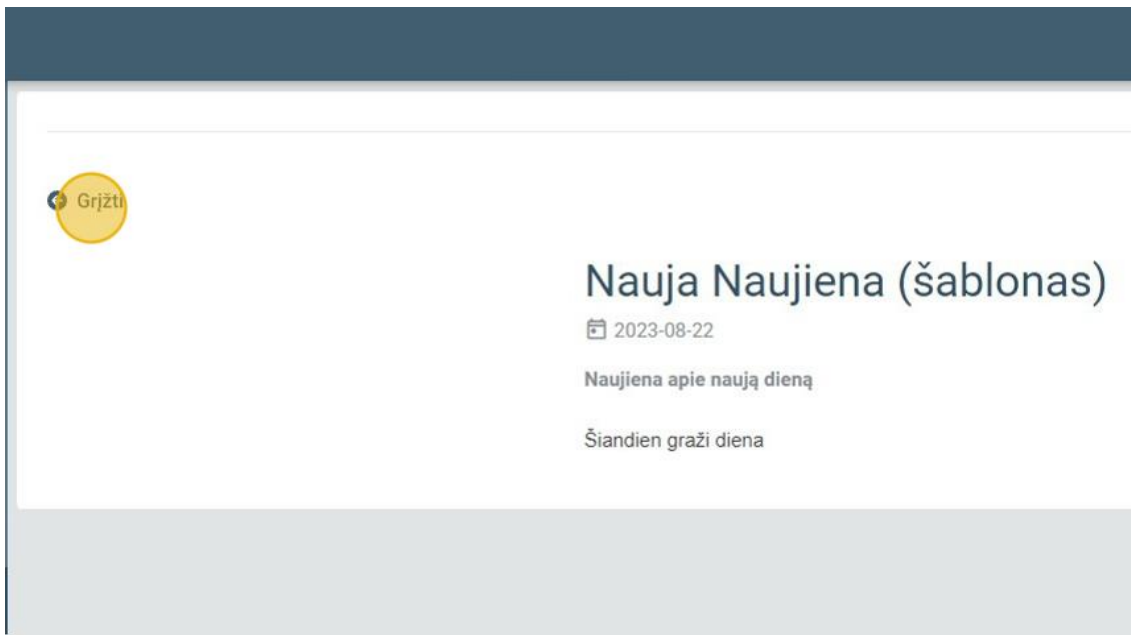 Grįžti
Nauja Naujiena (šablonas)
2023-08-22
Naujiena apie naują dieną
Šiandien graži diena